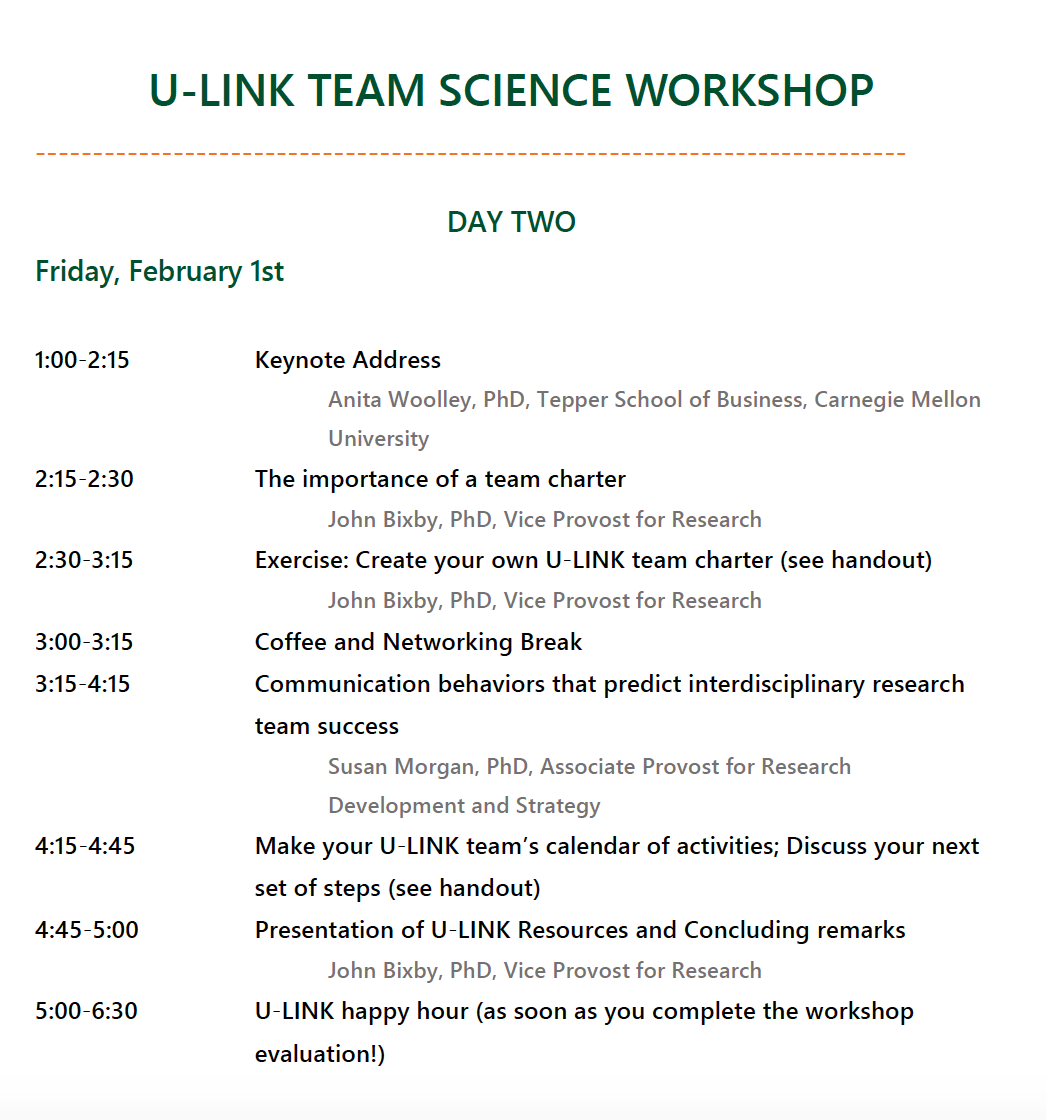 U-LINK TEAM SCIENCE WORKSHOP
DAY TWO
Friday, February 1st
1:00-2:15 Keynote Address
Anita Woolley, PhD, Tepper School of Business, Carnegie Mellon
University
2:15-2:30 The importance of a team charter
John Bixby, PhD, Vice Provost for Research
2:30-3:15 Exercise: Create your own U-LINK team charter (see handout)
John Bixby, PhD, Vice Provost for Research
3:00-3:15 Coffee and Networking Break
3:15-4:15 Communication behaviors that predict interdisciplinary research
team success
Susan Morgan, PhD, Associate Provost for Research
Development and Strategy
4:15-4:45 Make your U-LINK team’s calendar of activities; Discuss your next
set of steps (see handout)
4:45-5:00 Presentation of U-LINK Resources and Concluding remarks
John Bixby, PhD, Vice Provost for Research
5:00-6:30 U-LINK happy hour (as soon as you complete the workshop
evaluation!)